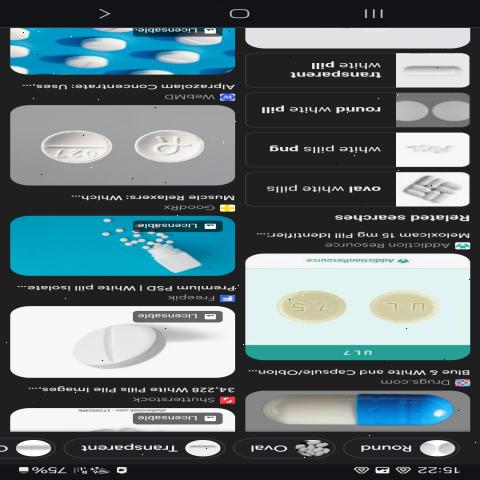 15:22
75%
Round
Oval
Transparent
C
Drugs.com
Blue & White and Capsule/Oblon...
U L 7
U L
7 5
AddictionResource
Addiction Resource
Meloxicam 15 mg Pill Identifier:...
Related searches
oval white pills
white pills png
round white pill
transparent
white pill
Licensable
Shutterstock
34,228 White Pills Pile Images,...
Licensable
Freepik
Premium PSD | White pill isolate...
Licensable
GoodRx
Muscle Relaxers: Which...
027
WebMD
Alprazolam Concentrate: Uses,...
Licensable